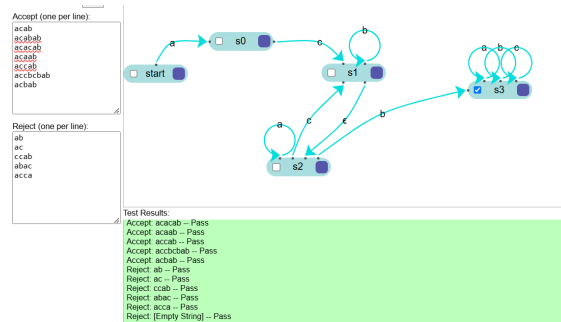 Accept (one per line):
acab
acabab
acacab
acaab
accab
accbcbab
acbab
Reject (one per line):
ab
ac
ccab
abac
acca
a
s0
c
b
start
s1
a
b
c
s3
a
c
ε
b
s2
Test Results:
Accept: acacab -- Pass
Accept: acaab -- Pass
Accept: accab -- Pass
Accept: accbcbab -- Pass
Accept: acbab -- Pass
Reject: ab -- Pass
Reject: ac -- Pass
Reject: ccab -- Pass
Reject: abac -- Pass
Reject: acca -- Pass
Reject: [Empty String] -- Pass